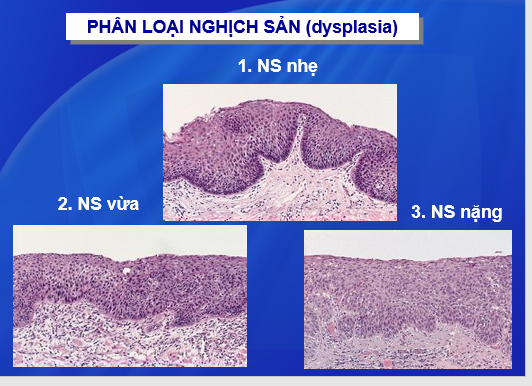 PHÂN LOẠI NGHỊCH SẢN (dysplasia)
1. NS nhẹ
2. NS vừa
3. NS nặng